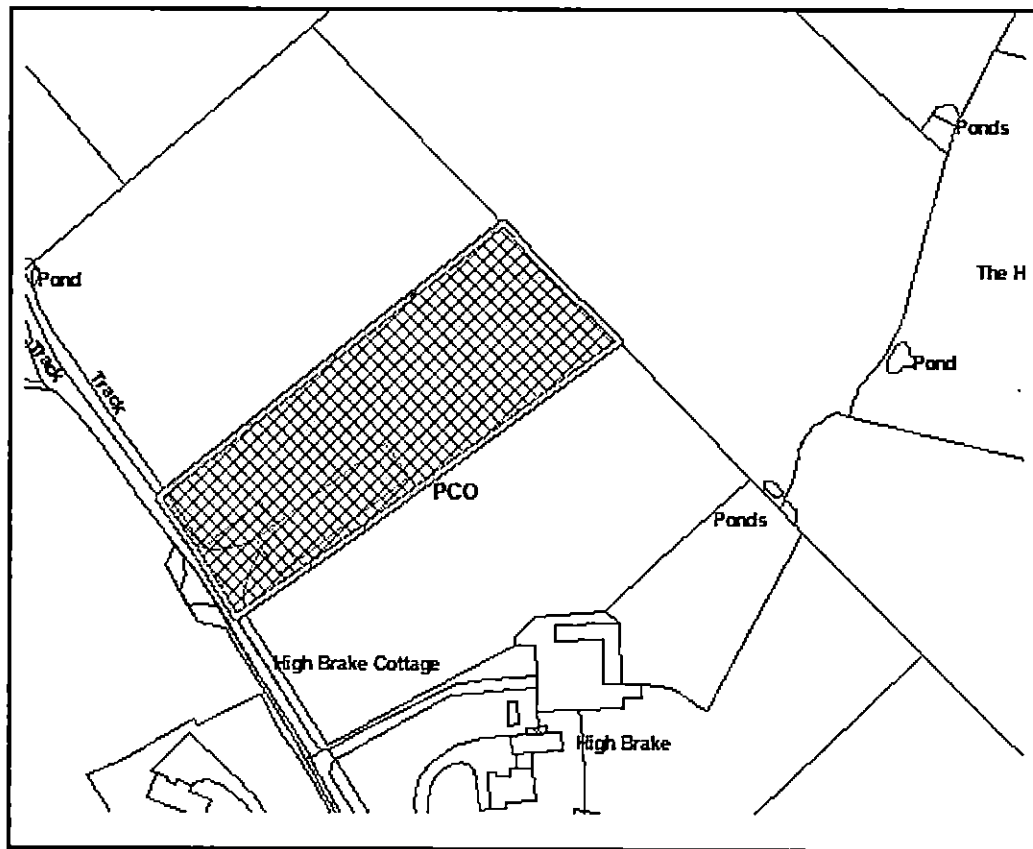 Ponds
The H
Pond
Pond
Track
Track
PCO
Ponds
High Brake Cottage
High Brake